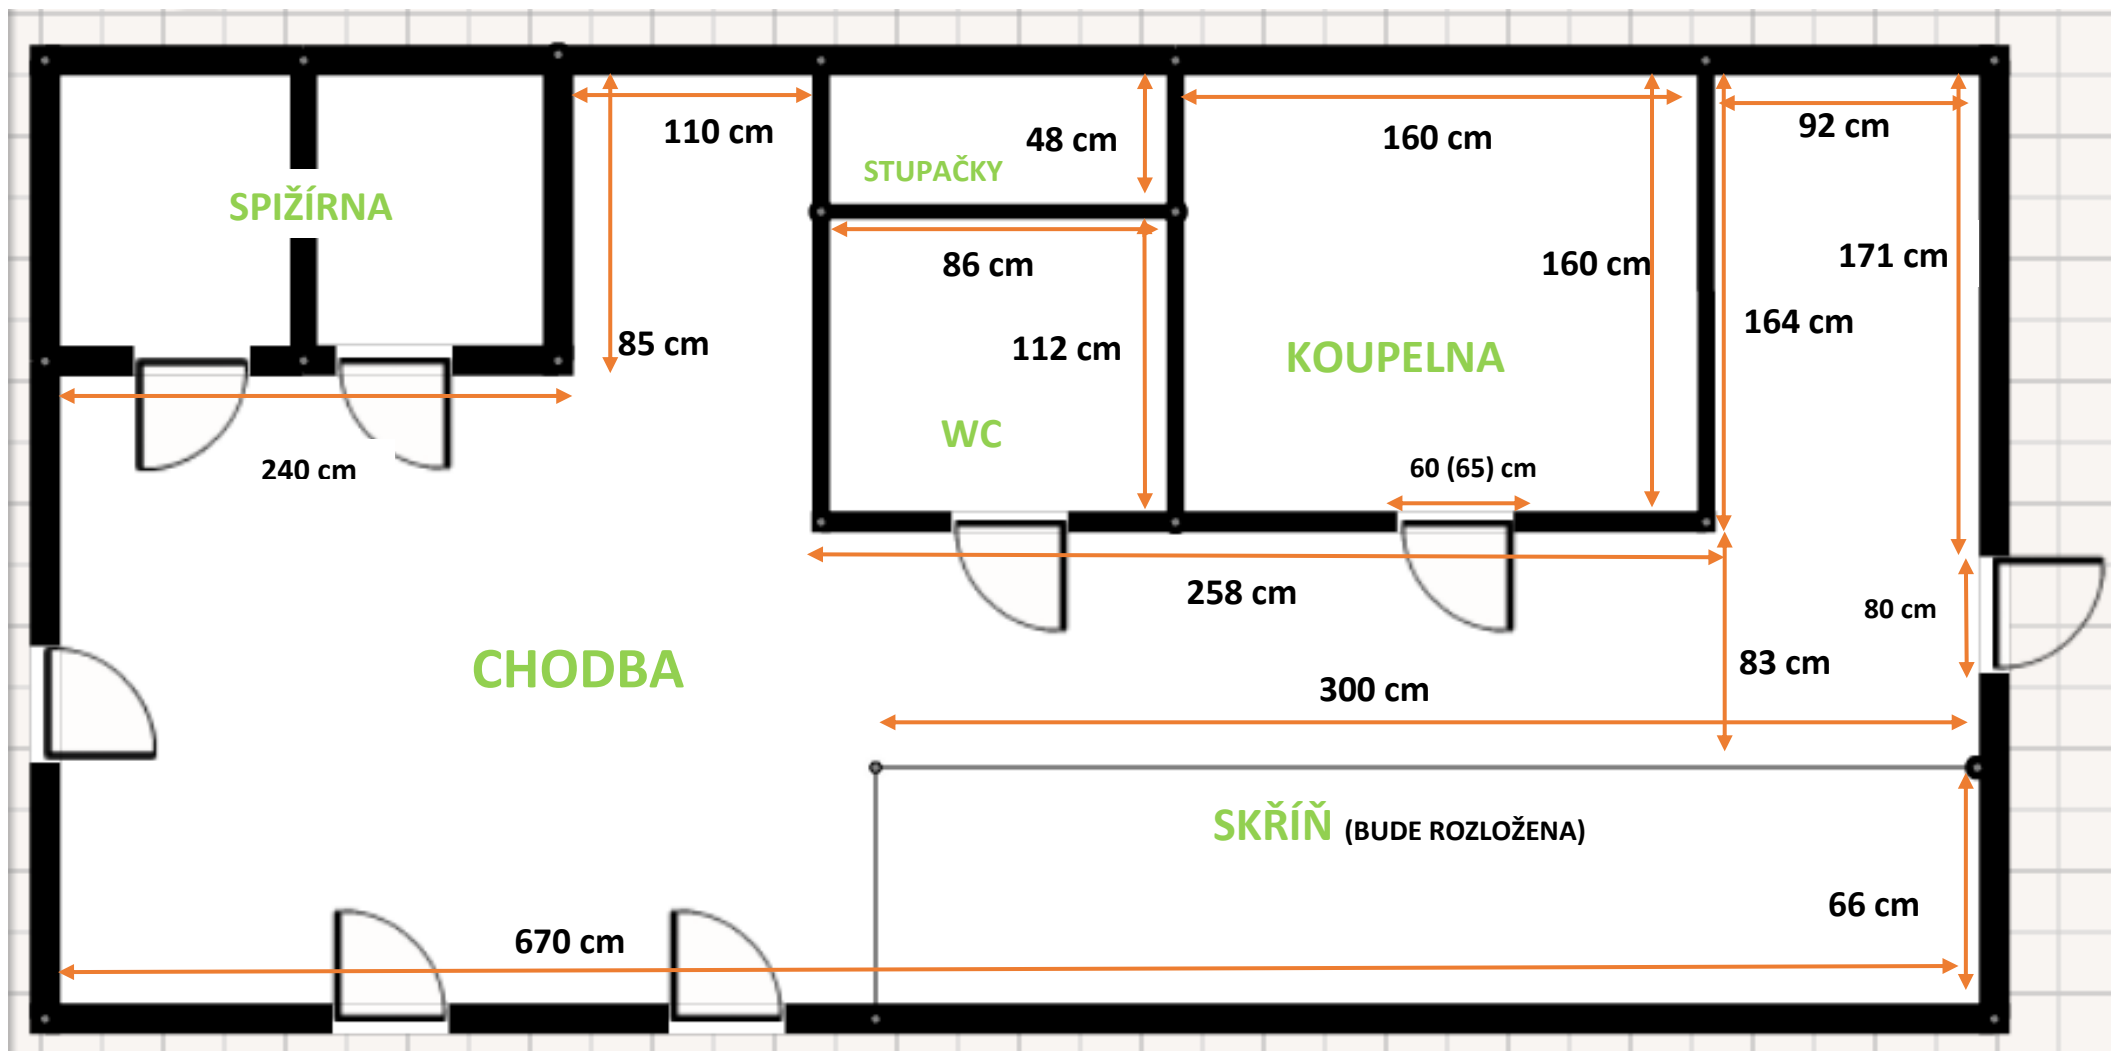 110 cm
48 cm
160 cm
92 cm
STUPAČKY
SPIŽÍRNA
86 cm
160 cm
171 cm
85 cm
112 cm
KOUPELNA
164 cm
WC
240 cm
60 (65) cm
258 cm
80 cm
CHODBA
300 cm
83 cm
SKŘÍŇ (BUDE ROZLOŽENA)
66 cm
670 cm